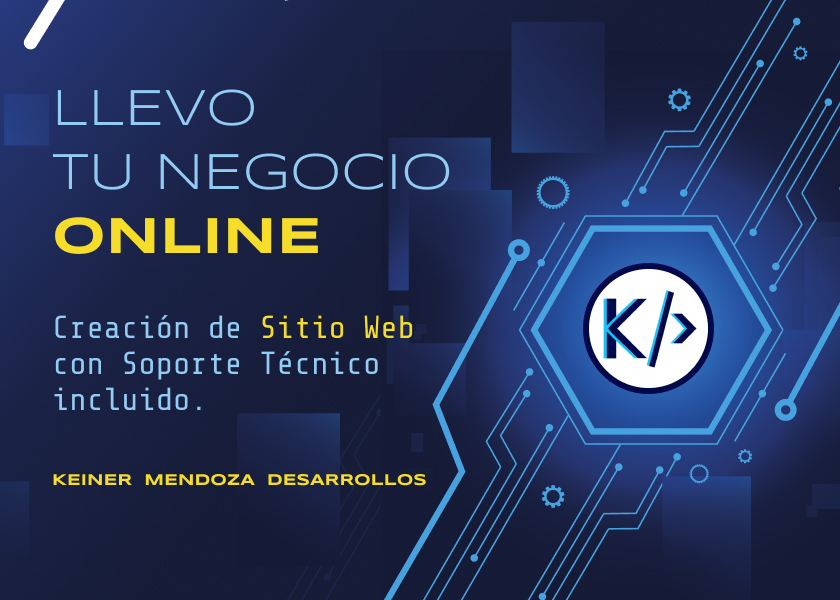 LLEVO
TU NEGOCIO
ONLINE
Creación de Sitio Web
con Soporte Técnico
incluido.
KEINER MENDOZA DESARROLLOS
K/>